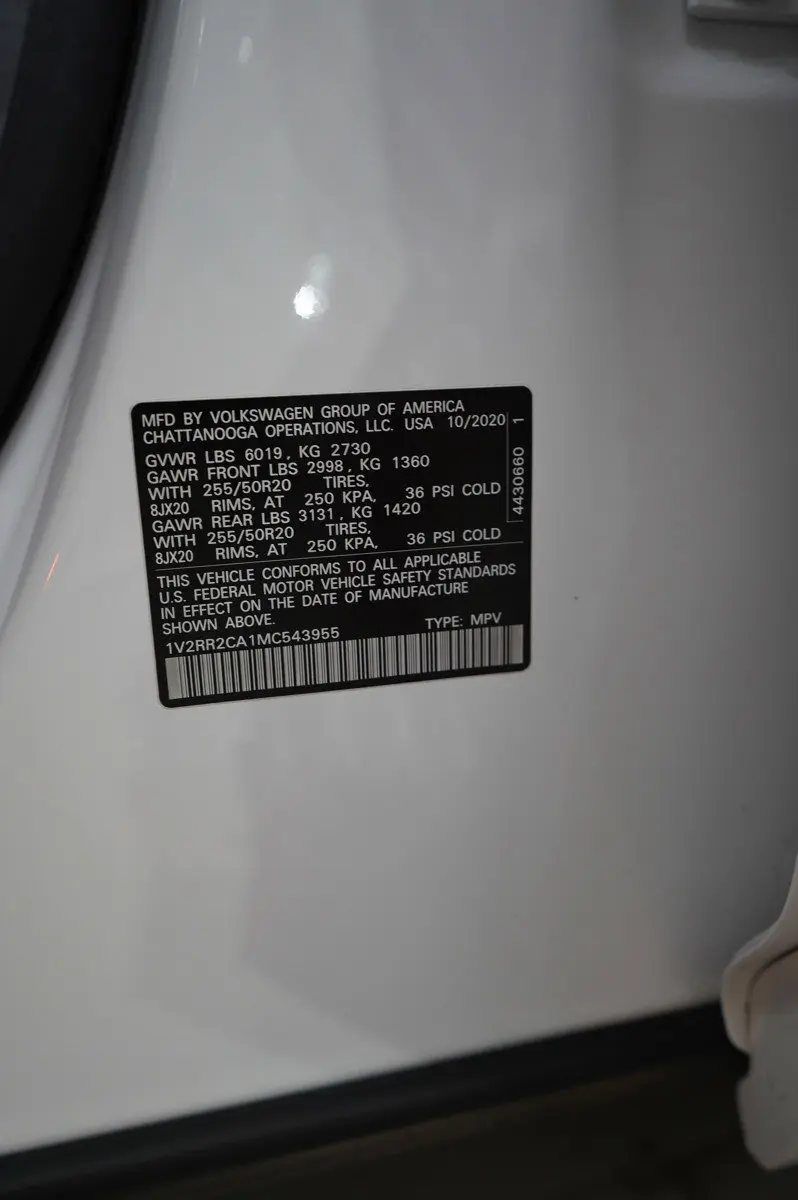 MFD BY VOLKSWAGEN GROUP OF AMERICA
CHATTANOOGA OPERATIONS, LLC. USA 10/2020
GVWR LBS 6019, KG 2730
GAWR FRONT LBS 2998, KG 1360
WITH 255/50R20 TIRES,
8JX20 RIMS, AT 250 KPA, 36 PSI COLD
GAWR REAR LBS 3131, KG 1420
WITH 255/50R20 TIRES,
8JX20 RIMS, AT 250 KPA, 36 PSI COLD
4430660 1
THIS VEHICLE CONFORMS TO ALL APPLICABLE
U.S. FEDERAL MOTOR VEHICLE SAFETY STANDARDS
IN EFFECT ON THE DATE OF MANUFACTURE
SHOWN ABOVE.
TYPE: MPV
1V2RR2CA1MC543955